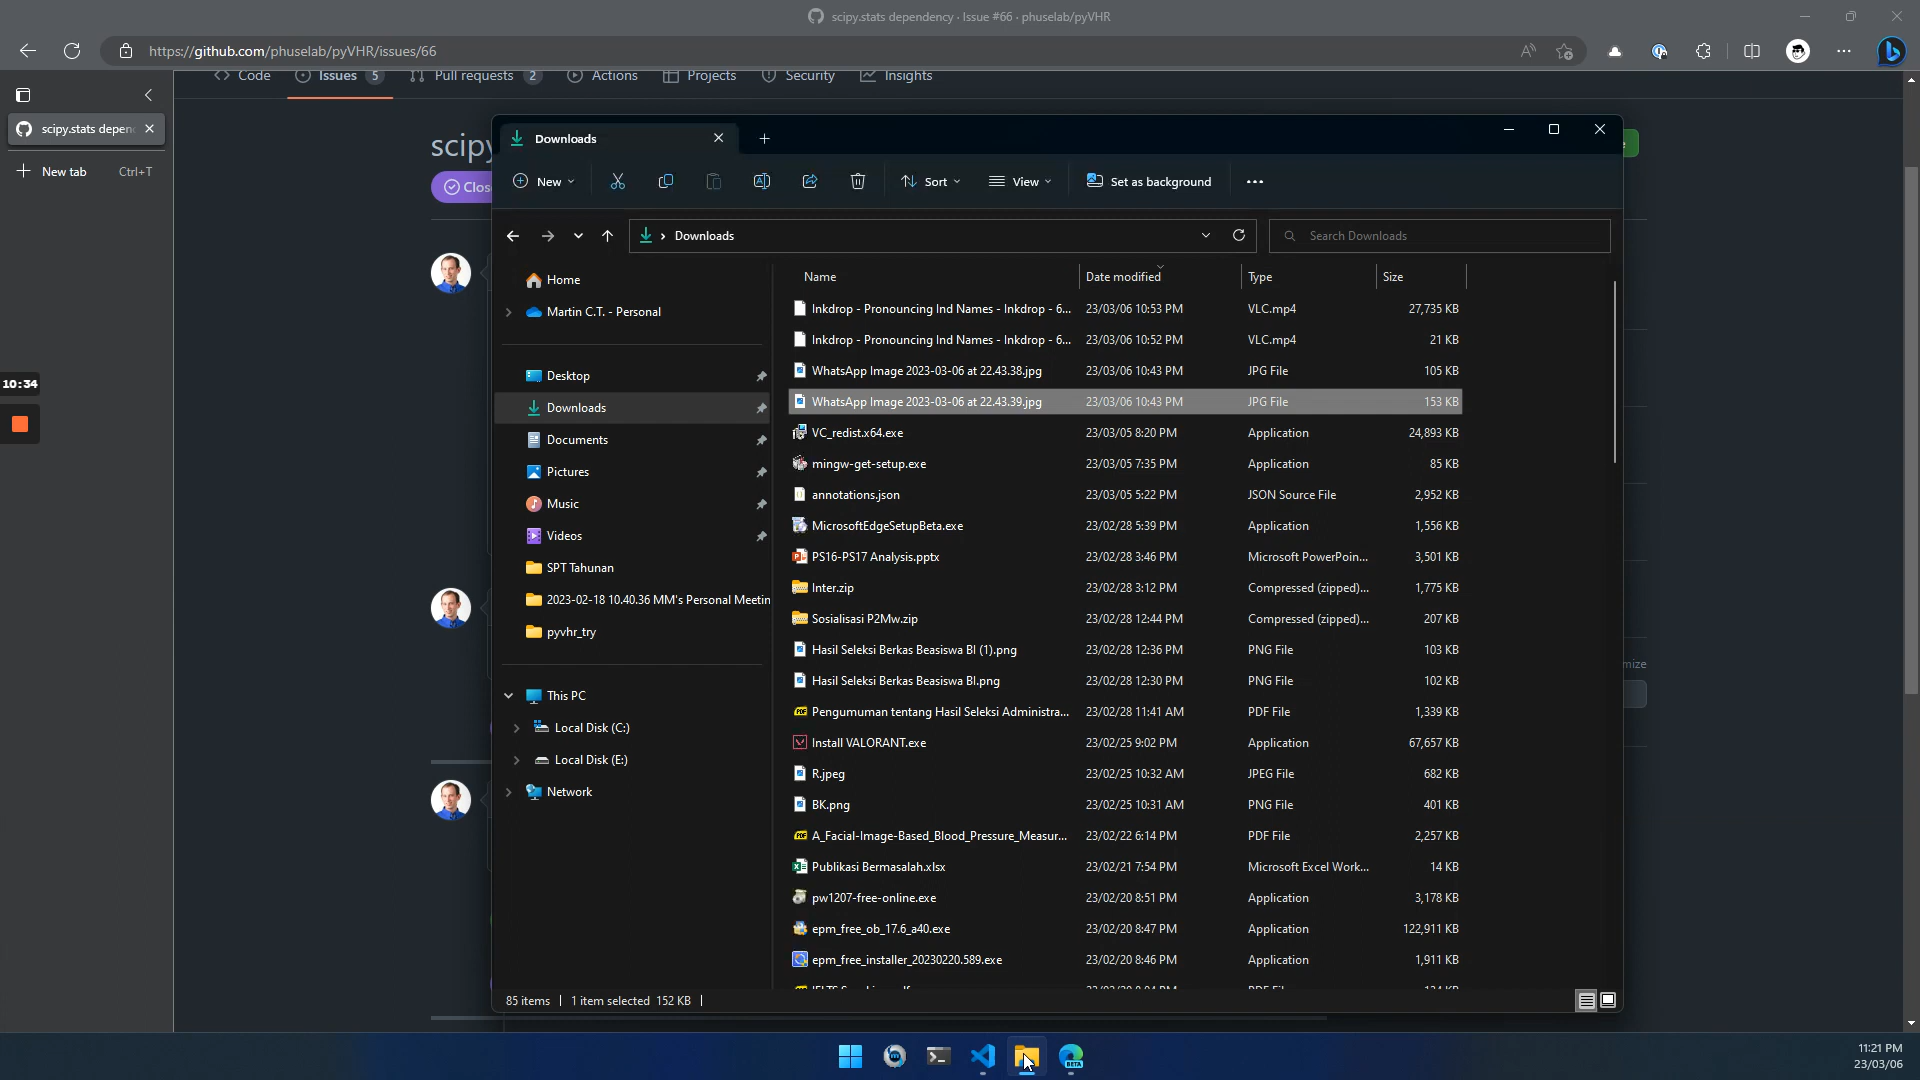 scipy.stats dependency · Issue #66 · phuselab/pyVHR
https://github.com/phuselab/pyVHR/issues/66
Code Issues 5 Pull requests 2 Actions Projects Security Insights
scipy.stats depen
New tab Ctrl+T
scipy
Clos
10:34
Downloads
New Sort View Set as background
Downloads
Search Downloads
Home
Martin C.T. - Personal
Desktop
Downloads
Documents
Pictures
Music
Videos
SPT Tahunan
2023-02-18 10.40.36 MM's Personal Meetin
pyvhr_try
This PC
Local Disk (C:)
Local Disk (E:)
Network
Name Date modified Type Size
Inkdrop - Pronouncing Ind Names - Inkdrop - 6... 23/03/06 10:53 PM VLC.mp4 27,735 KB
Inkdrop - Pronouncing Ind Names - Inkdrop - 6... 23/03/06 10:52 PM VLC.mp4 21 KB
WhatsApp Image 2023-03-06 at 22.43.38.jpg 23/03/06 10:43 PM JPG File 105 KB
WhatsApp Image 2023-03-06 at 22.43.39.jpg 23/03/06 10:43 PM JPG File 153 KB
VC_redist.x64.exe 23/03/05 8:20 PM Application 24,893 KB
mingw-get-setup.exe 23/03/05 7:35 PM Application 85 KB
annotations.json 23/03/05 5:22 PM JSON Source File 2,952 KB
MicrosoftEdgeSetupBeta.exe 23/02/28 5:39 PM Application 1,556 KB
PS16-PS17 Analysis.pptx 23/02/28 3:46 PM Microsoft PowerPoin... 3,501 KB
Inter.zip 23/02/28 3:12 PM Compressed (zipped)... 1,775 KB
Sosialisasi P2Mw.zip 23/02/28 12:44 PM Compressed (zipped)... 207 KB
Hasil Seleksi Berkas Beasiswa BI (1).png 23/02/28 12:36 PM PNG File 103 KB
Hasil Seleksi Berkas Beasiswa BI.png 23/02/28 12:30 PM PNG File 102 KB
Pengumuman tentang Hasil Seleksi Administra... 23/02/28 11:41 AM PDF File 1,339 KB
Install VALORANT.exe 23/02/25 9:02 PM Application 67,657 KB
R.jpeg 23/02/25 10:32 AM JPEG File 682 KB
BK.png 23/02/25 10:31 AM PNG File 401 KB
A_Facial-Image-Based_Blood_Pressure_Measur... 23/02/22 6:14 PM PDF File 2,257 KB
Publikasi Bermasalah.xlsx 23/02/21 7:54 PM Microsoft Excel Work... 14 KB
pw1207-free-online.exe 23/02/20 8:51 PM Application 3,178 KB
epm_free_ob_17.6_a40.exe 23/02/20 8:47 PM Application 122,911 KB
epm_free_installer_20230220.589.exe 23/02/20 8:46 PM Application 1,911 KB
85 items 1 item selected 152 KB
mize
BETA
11:21 PM
23/03/06